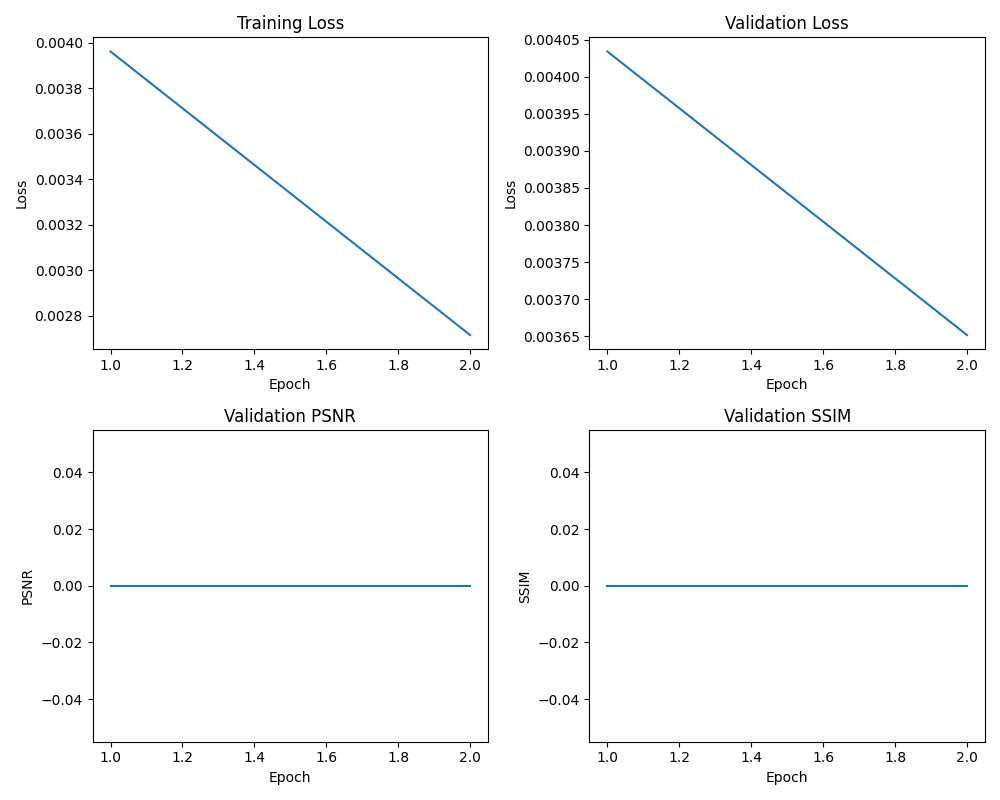 Training Loss
0.0040
0.0038
0.0036
0.0034
0.0032
0.0030
0.0028
Loss
1.0 1.2 1.4 1.6 1.8 2.0
Epoch
Validation Loss
0.00405
0.00400
0.00395
0.00390
0.00385
0.00380
0.00375
0.00370
0.00365
Loss
1.0 1.2 1.4 1.6 1.8 2.0
Epoch
Validation PSNR
0.04
0.02
0.00
−0.02
−0.04
PSNR
1.0 1.2 1.4 1.6 1.8 2.0
Epoch
Validation SSIM
0.04
0.02
0.00
−0.02
−0.04
SSIM
1.0 1.2 1.4 1.6 1.8 2.0
Epoch